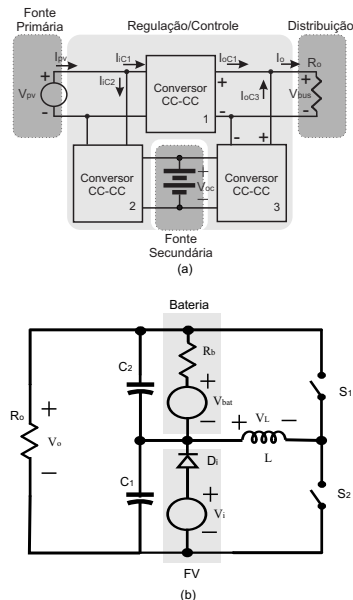 Fonte
Primária
Regulação/Controle
Distribuição
Ipv
IiC1
IiC2
IoC1
Io
IoC3
Ro
+
Vpv
-
Conversor
CC-CC
1
+
-
+
Vbus
-
- +
Conversor
CC-CC
2
+
Voc
-
Conversor
CC-CC
3
Fonte
Secundária
(a)
Bateria
C2
Rb
+
Vbat
-
S1
Ro
+
Vo
-
+ VL -
L
C1
Di
+
Vi
-
S2
FV
(b)